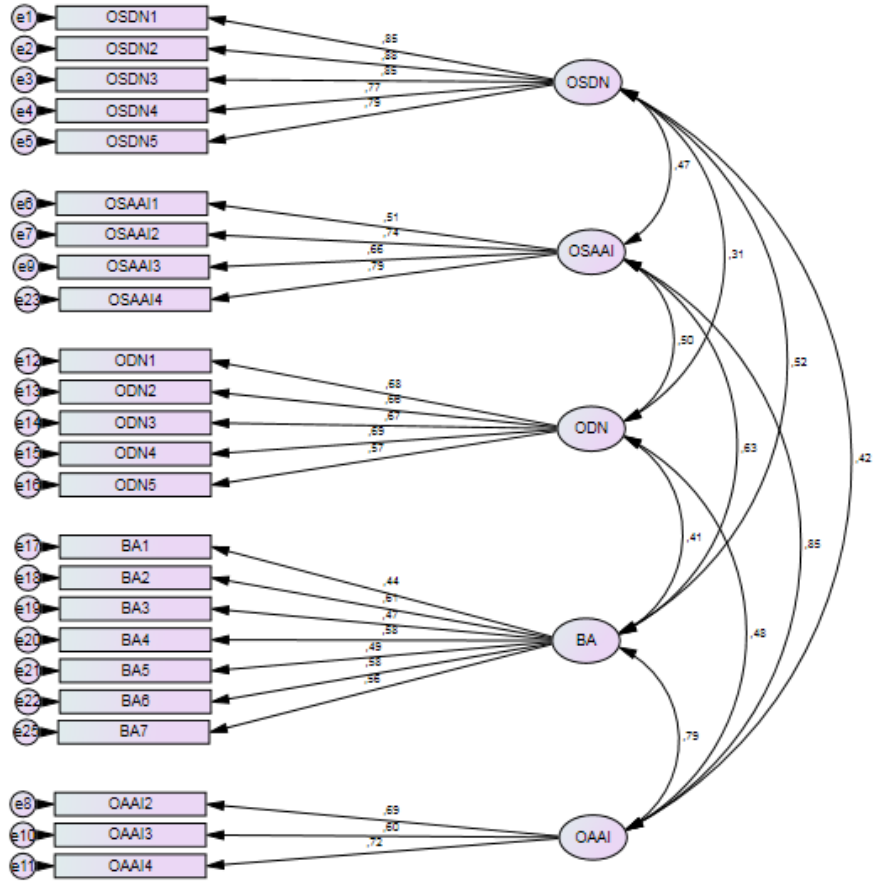 e1 OSDN1
e2 OSDN2
e3 OSDN3
e4 OSDN4
e5 OSDN5
,85
,88
,85
,77
,79
OSDN
e6 OSAAI1
e7 OSAAI2
e9 OSAAI3
e23 OSAAI4
,51
,74
,66
,79
OSAAI
e12 ODN1
e13 ODN2
e14 ODN3
e15 ODN4
e16 ODN5
,68
,66
,67
,69
,57
ODN
e17 BA1
e18 BA2
e19 BA3
e20 BA4
e21 BA5
e22 BA6
e25 BA7
,44
,61
,47
,58
,49
,58
,56
BA
e8 OAAI2
e10 OAAI3
e11 OAAI4
,69
,60
,72
OAAI
,47
,31
,50
,52
,63
,42
,41
,85
,48
,79